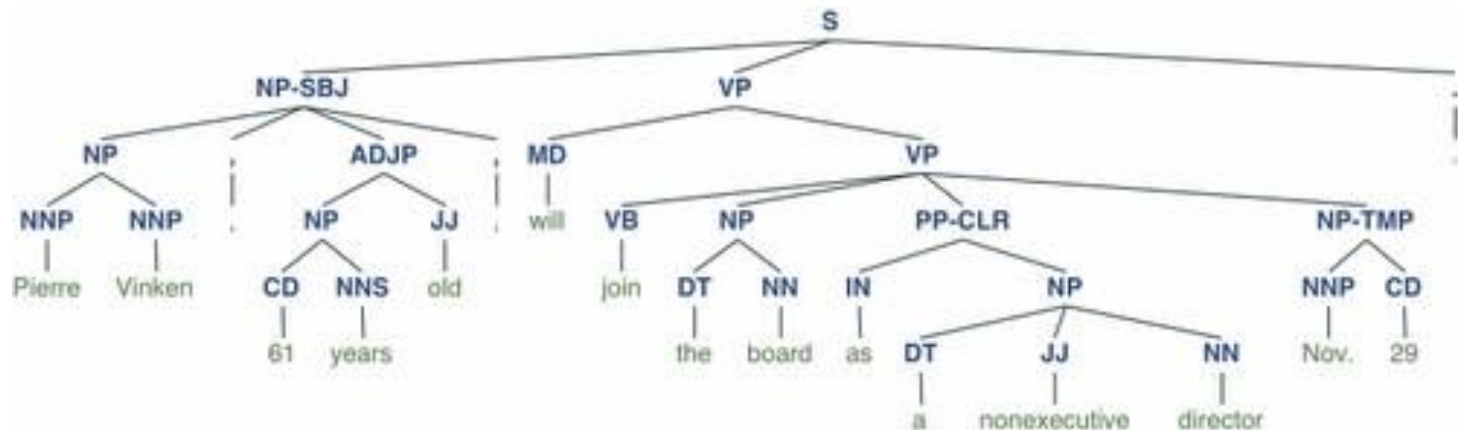 S
NP-SBJ VP
NP , ADJP , MD VP
NNP NNP , NP JJ , will VB NP PP-CLR NP-TMP
Pierre Vinken CD NNS old join DT NN IN NP NNP CD
61 years the board as DT JJ NN Nov. 29
a nonexecutive director